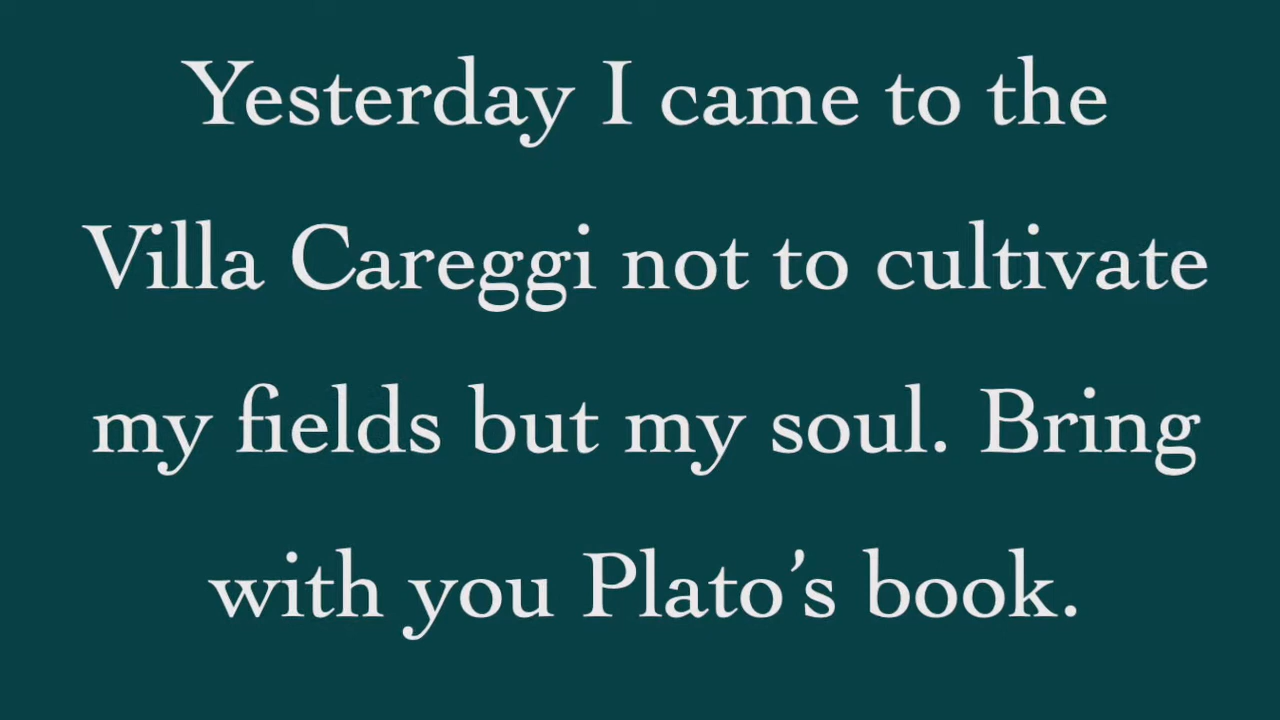 Yesterday I came to the
Villa Careggi not to cultivate
my fields but my soul. Bring
with you Plato’s book.